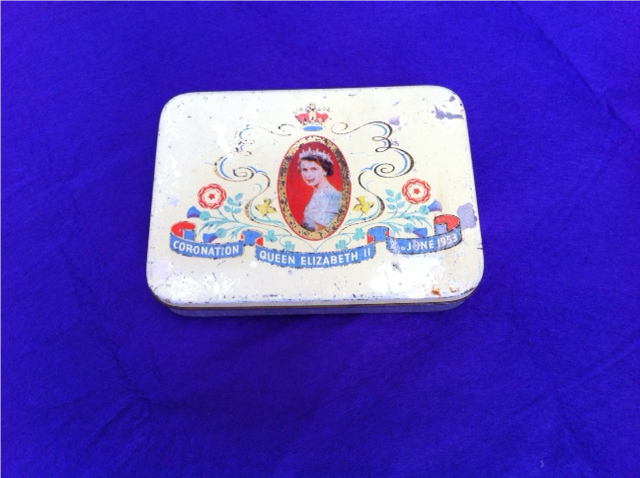 CORONATION
QUEEN ELIZABETH II
JUNE 1953